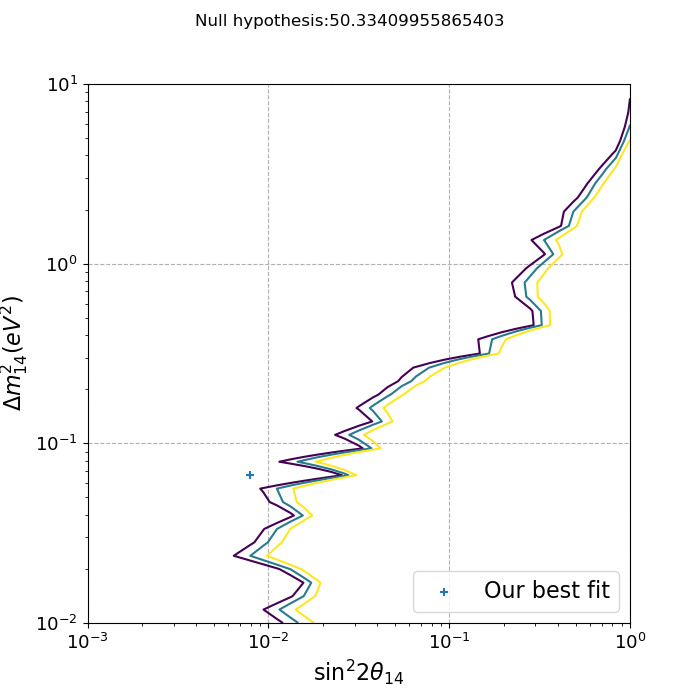 Null hypothesis:50.33409955865403
10¹
10⁰
10⁻¹
10⁻²
Δm²₁₄(eV²)
Our best fit
10⁻³
10⁻²
10⁻¹
10⁰
sin²2θ₁₄